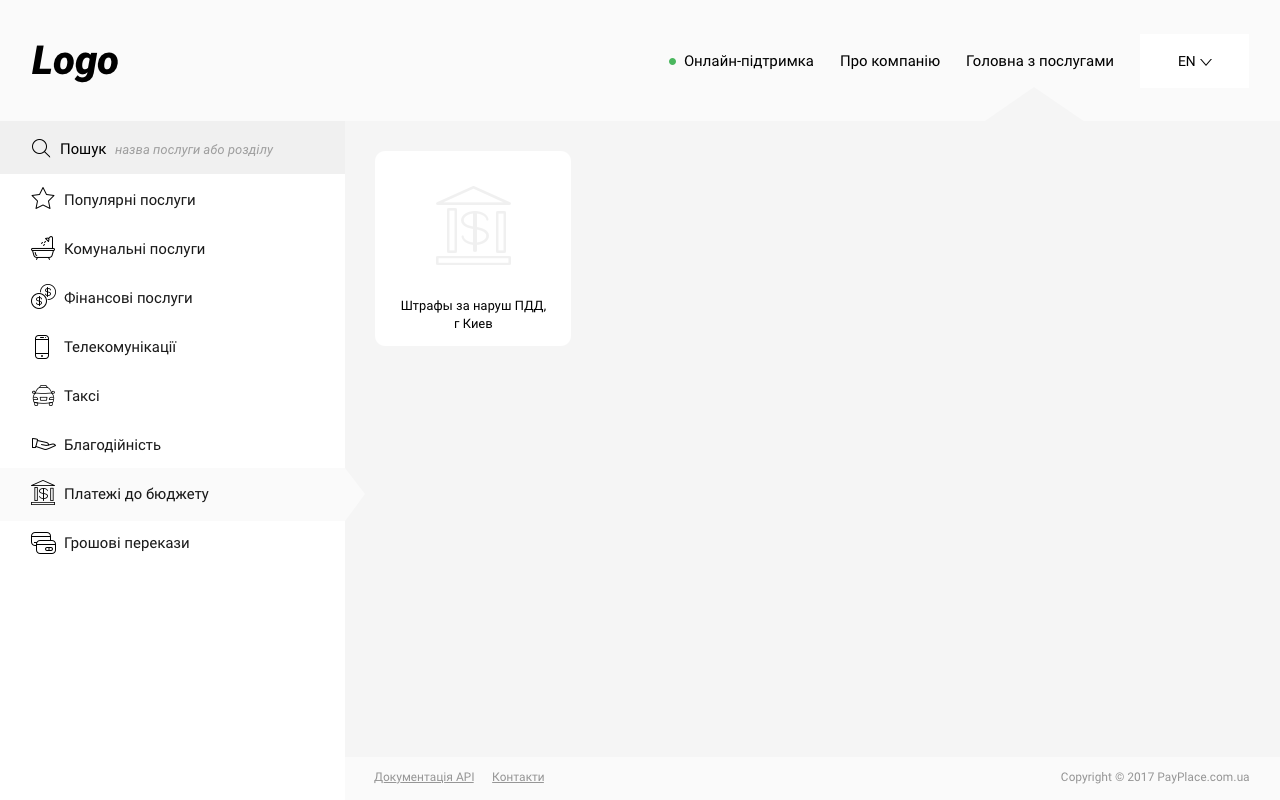 Logo
Онлайн-підтримка
Про компанію
Головна з послугами
EN
Пошук назва послуги або розділу
Популярні послуги
Комунальні послуги
Фінансові послуги
Телекомунікації
Таксі
Благодійність
Платежі до бюджету
Грошові перекази
Штрафы за наруш ПДД,
г Киев
Документація API
Контакти
Copyright © 2017 PayPlace.com.ua